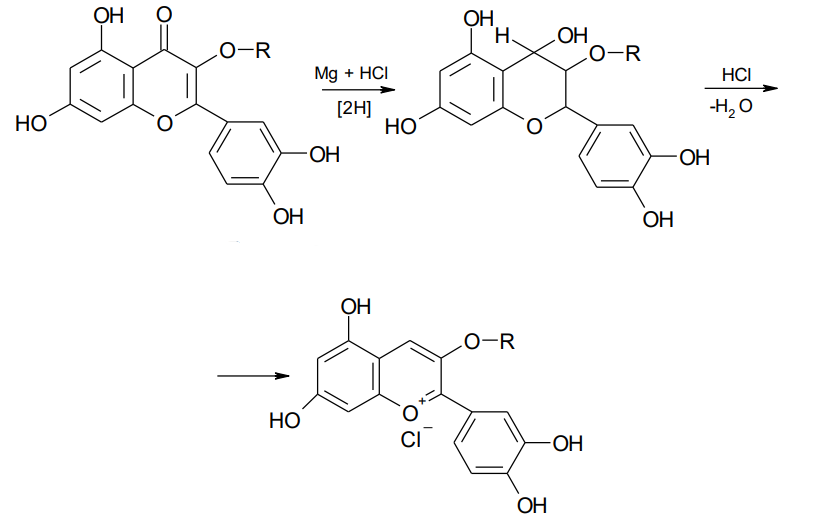 OH O
O–R
HO
O
OH
OH
Mg + HCl
[2H]
OH
H OH
O–R
HO
O
OH
OH
HCl
-H2O
OH
O–R
HO
O+
Cl–
OH
OH